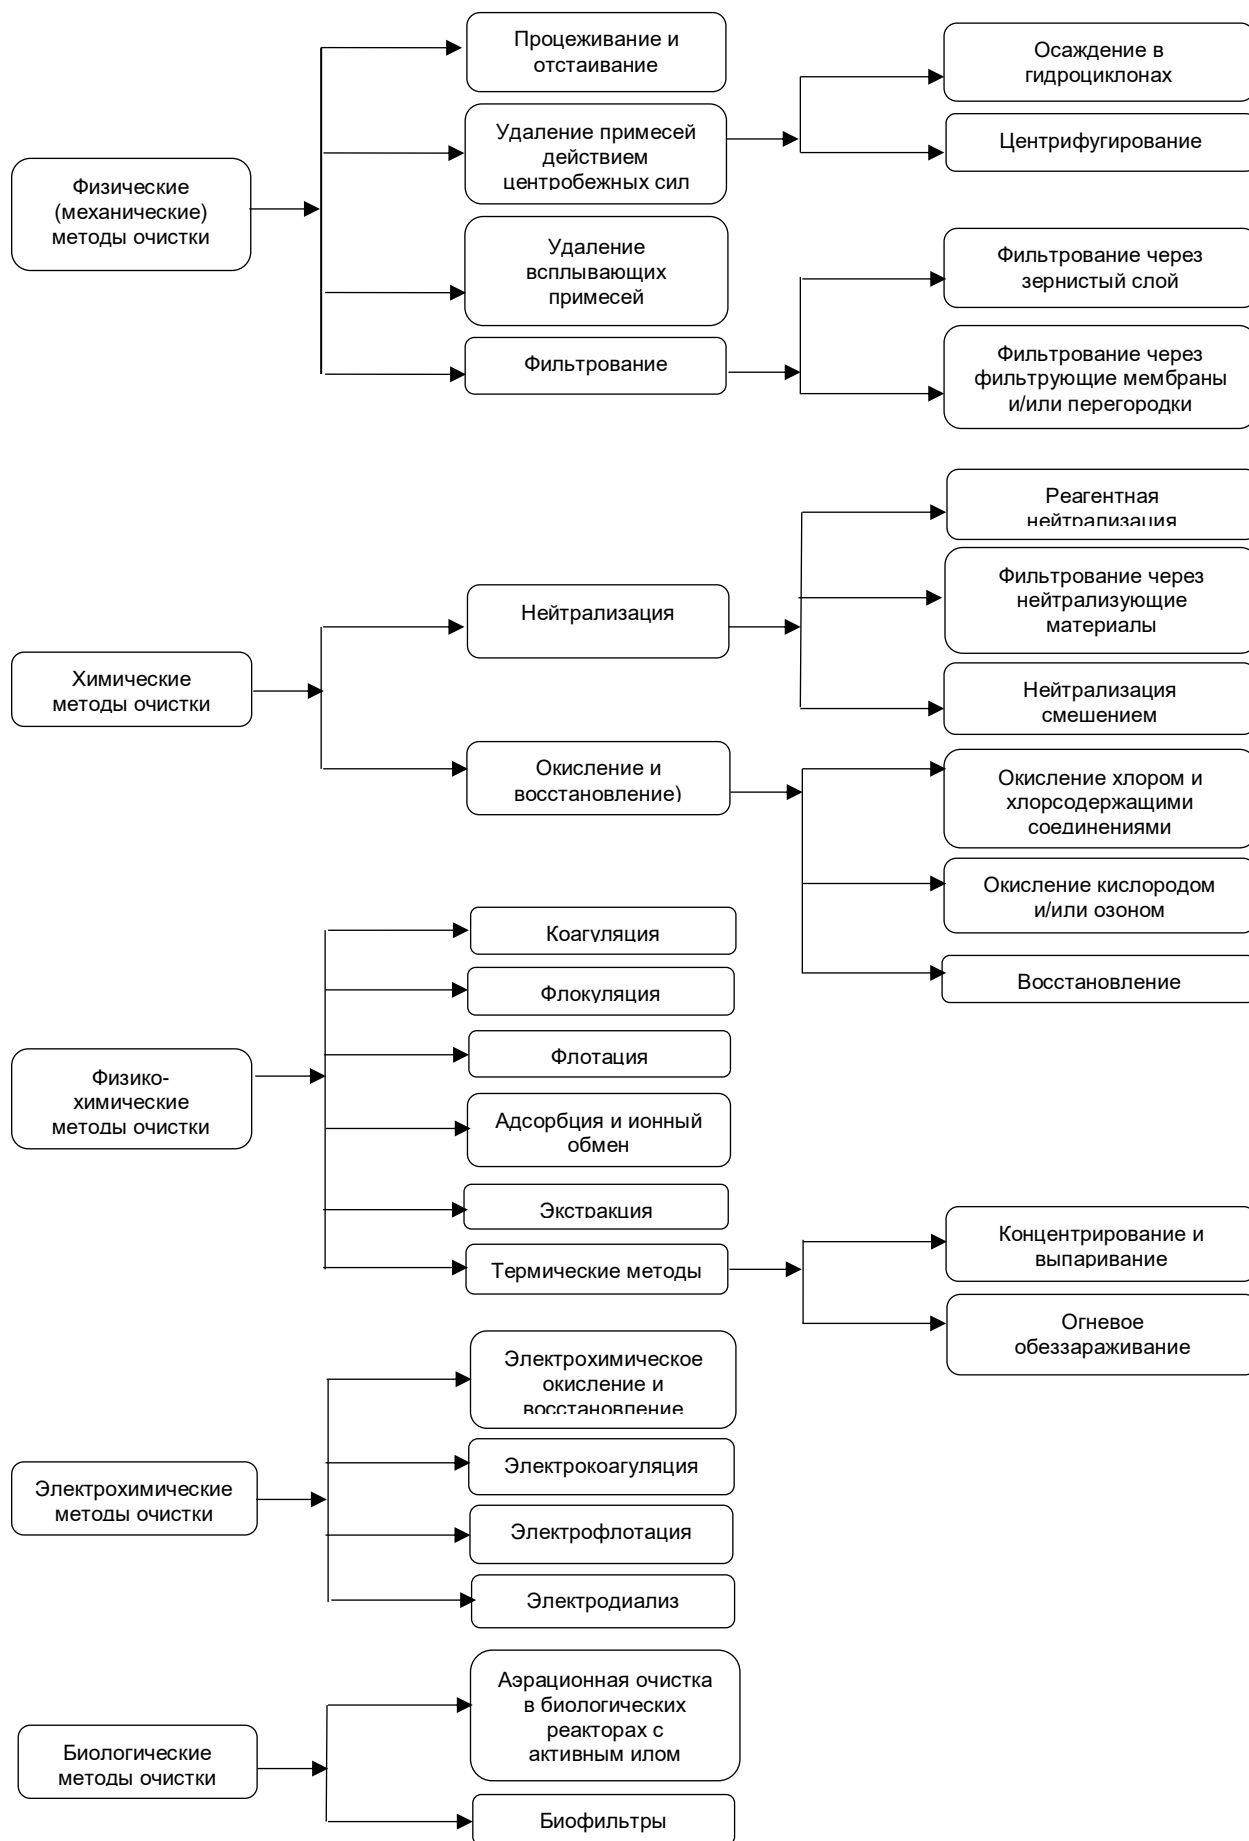 Физические
(механические)
методы очистки
Процеживание и
отстаивание
Удаление примесей
действием
центробежных сил
Осаждение в
гидроциклонах
Центрифугирование
Удаление
всплывающих
примесей
Фильтрование
Фильтрование через
зернистый слой
Фильтрование через
фильтрующие мембраны
и/или перегородки
Химические
методы очистки
Нейтрализация
Реагентная
нейтрализация
Фильтрование через
нейтрализующие
материалы
Нейтрализация
смешением
Окисление и
восстановление)
Окисление хлором и
хлорсодержащими
соединениями
Окисление кислородом
и/или озоном
Восстановление
Физико-
химические
методы очистки
Коагуляция
Флокуляция
Флотация
Адсорбция и ионный
обмен
Экстракция
Термические методы
Концентрирование и
выпаривание
Огневое
обеззараживание
Электрохимические
методы очистки
Электрохимическое
окисление и
восстановление
Электрокоагуляция
Электрофлотация
Электродиализ
Биологические
методы очистки
Аэрационная очистка
в биологических
реакторах с
активным илом
Биофильтры